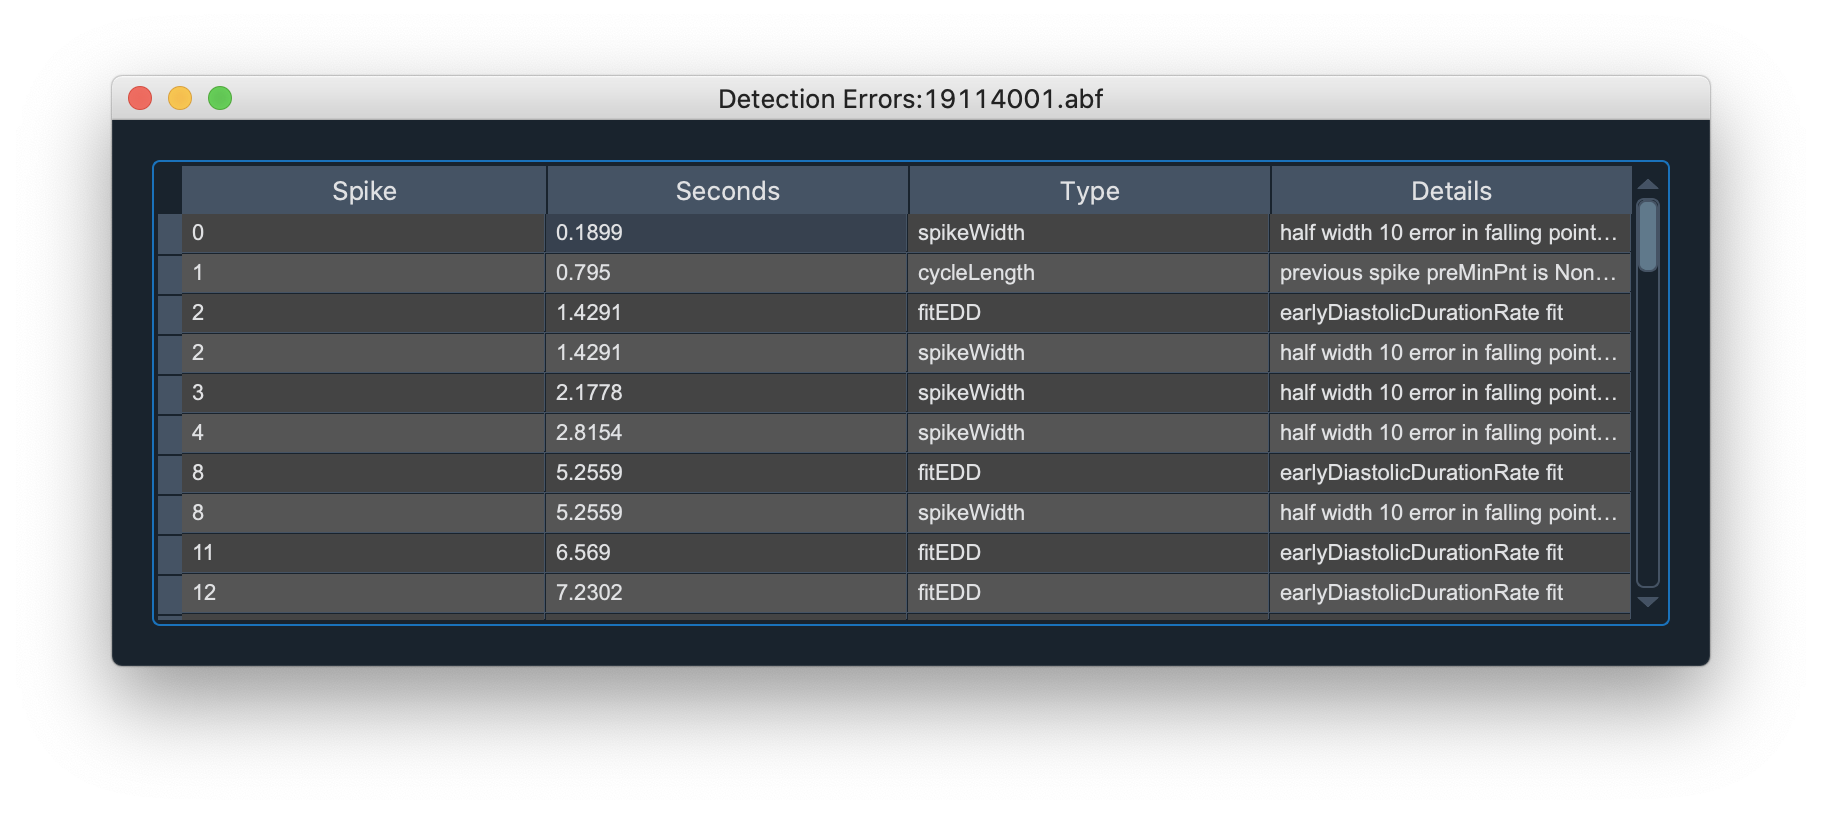 Detection Errors:19114001.abf
Spike Seconds Type Details
0 0.1899 spikeWidth half width 10 error in falling point…
1 0.795 cycleLength previous spike preMinPnt is Non…
2 1.4291 fitEDD earlyDiastolicDurationRate fit
2 1.4291 spikeWidth half width 10 error in falling point…
3 2.1778 spikeWidth half width 10 error in falling point…
4 2.8154 spikeWidth half width 10 error in falling point…
8 5.2559 fitEDD earlyDiastolicDurationRate fit
8 5.2559 spikeWidth half width 10 error in falling point…
11 6.569 fitEDD earlyDiastolicDurationRate fit
12 7.2302 fitEDD earlyDiastolicDurationRate fit